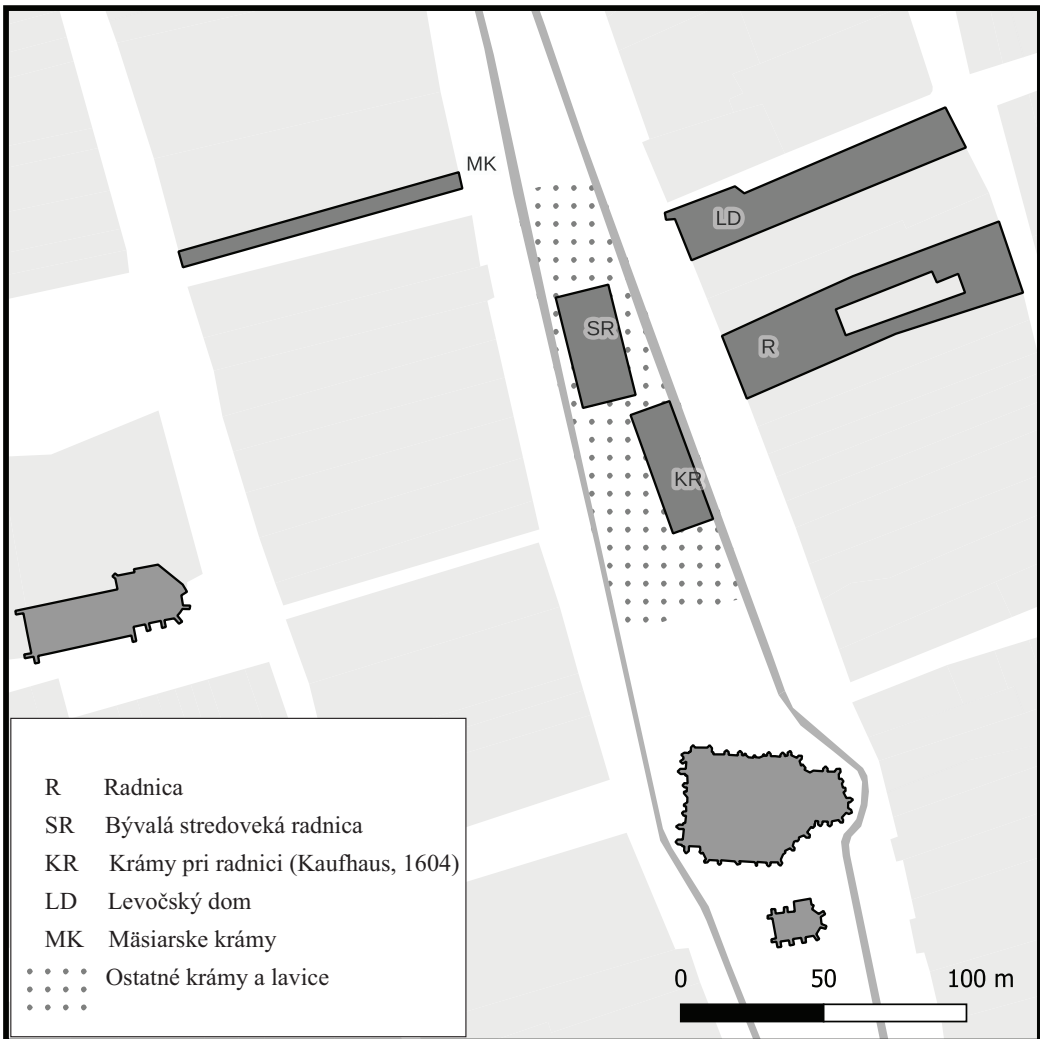 MK
LD
SR
R
KR
R Radnica
SR Bývalá stredoveká radnica
KR Krámy pri radnici (Kaufhaus, 1604)
LD Levočský dom
MK Mäsiarske krámy
Ostatné krámy a lavice
0 50 100 m